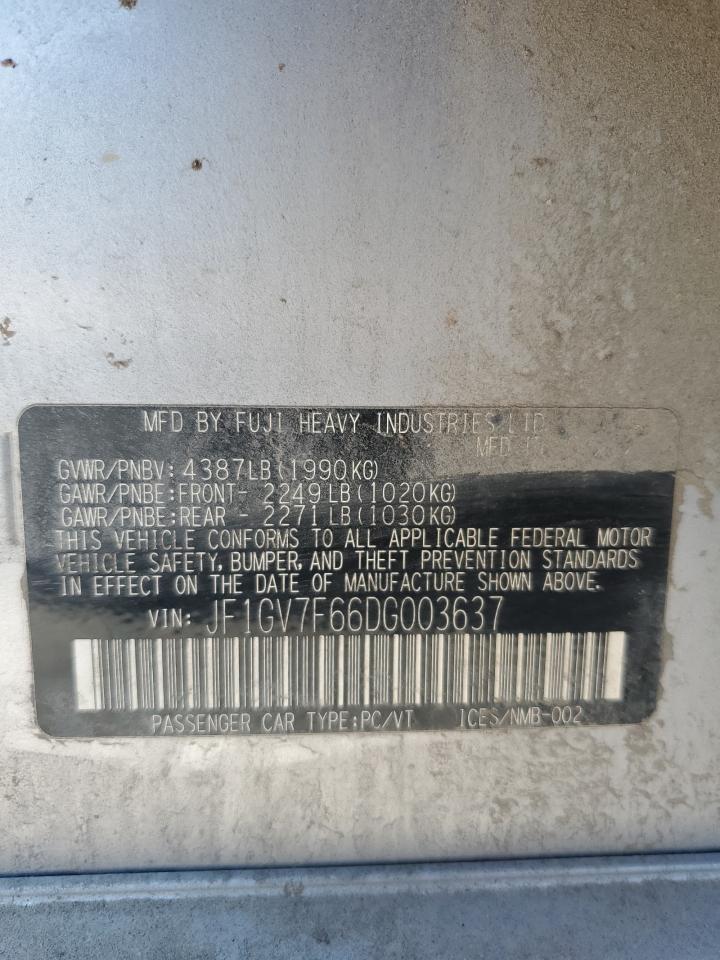 MFD BY FUJI HEAVY INDUSTRIES LTD
MFD
GVWR/PNBV: 4387LB(1990KG)
GAWR/PNBE:FRONT- 2249LB(1020KG)
GAWR/PNBE:REAR - 2271LB(1030KG)
THIS VEHICLE CONFORMS TO ALL APPLICABLE FEDERAL MOTOR
VEHICLE SAFETY, BUMPER, AND THEFT PREVENTION STANDARDS
IN EFFECT ON THE DATE OF MANUFACTURE SHOWN ABOVE.
VIN: JF1GV7F66DG003637
PASSENGER CAR TYPE:PC/VT ICES/NMB-002